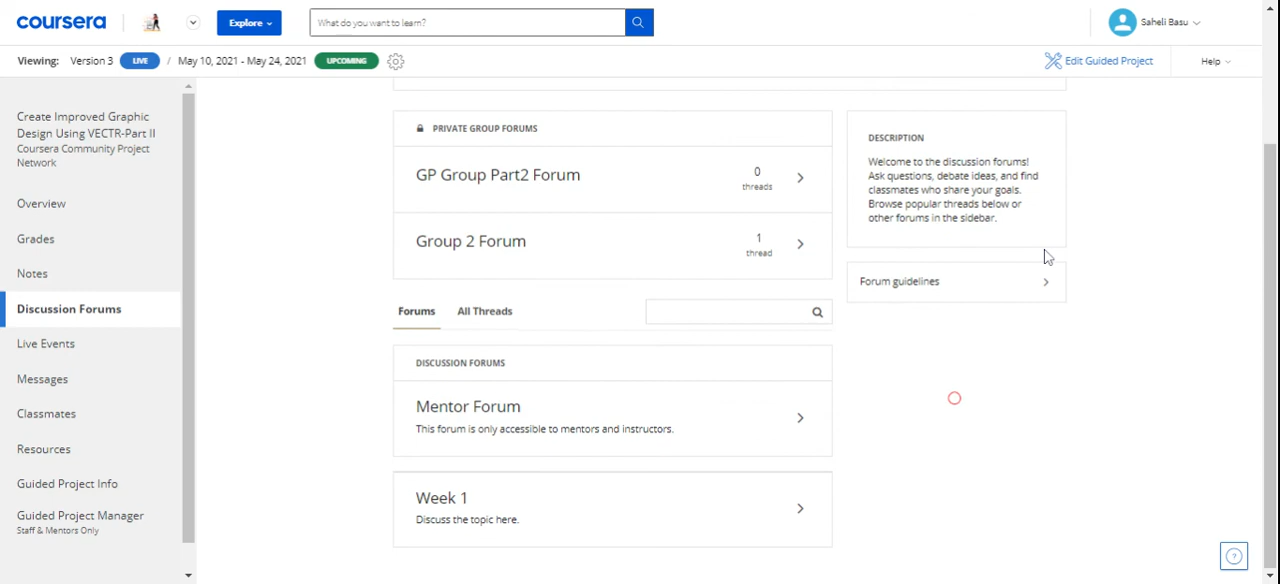 coursera
Explore
What do you want to learn?
Saheli Basu
Viewing: Version 3 LIVE / May 10, 2021 - May 24, 2021 UPCOMING
Edit Guided Project
Help
Create Improved Graphic
Design Using VECTR-Part II
Coursera Community Project
Network
Overview
Grades
Notes
Discussion Forums
Live Events
Messages
Classmates
Resources
Guided Project Info
Guided Project Manager
Staff & Mentors Only
PRIVATE GROUP FORUMS
GP Group Part2 Forum
0
threads
Group 2 Forum
1
thread
Forums All Threads
DISCUSSION FORUMS
Mentor Forum
This forum is only accessible to mentors and instructors.
Week 1
Discuss the topic here.
DESCRIPTION
Welcome to the discussion forums!
Ask questions, debate ideas, and find
classmates who share your goals.
Browse popular threads below or
other forums in the sidebar.
Forum guidelines
?